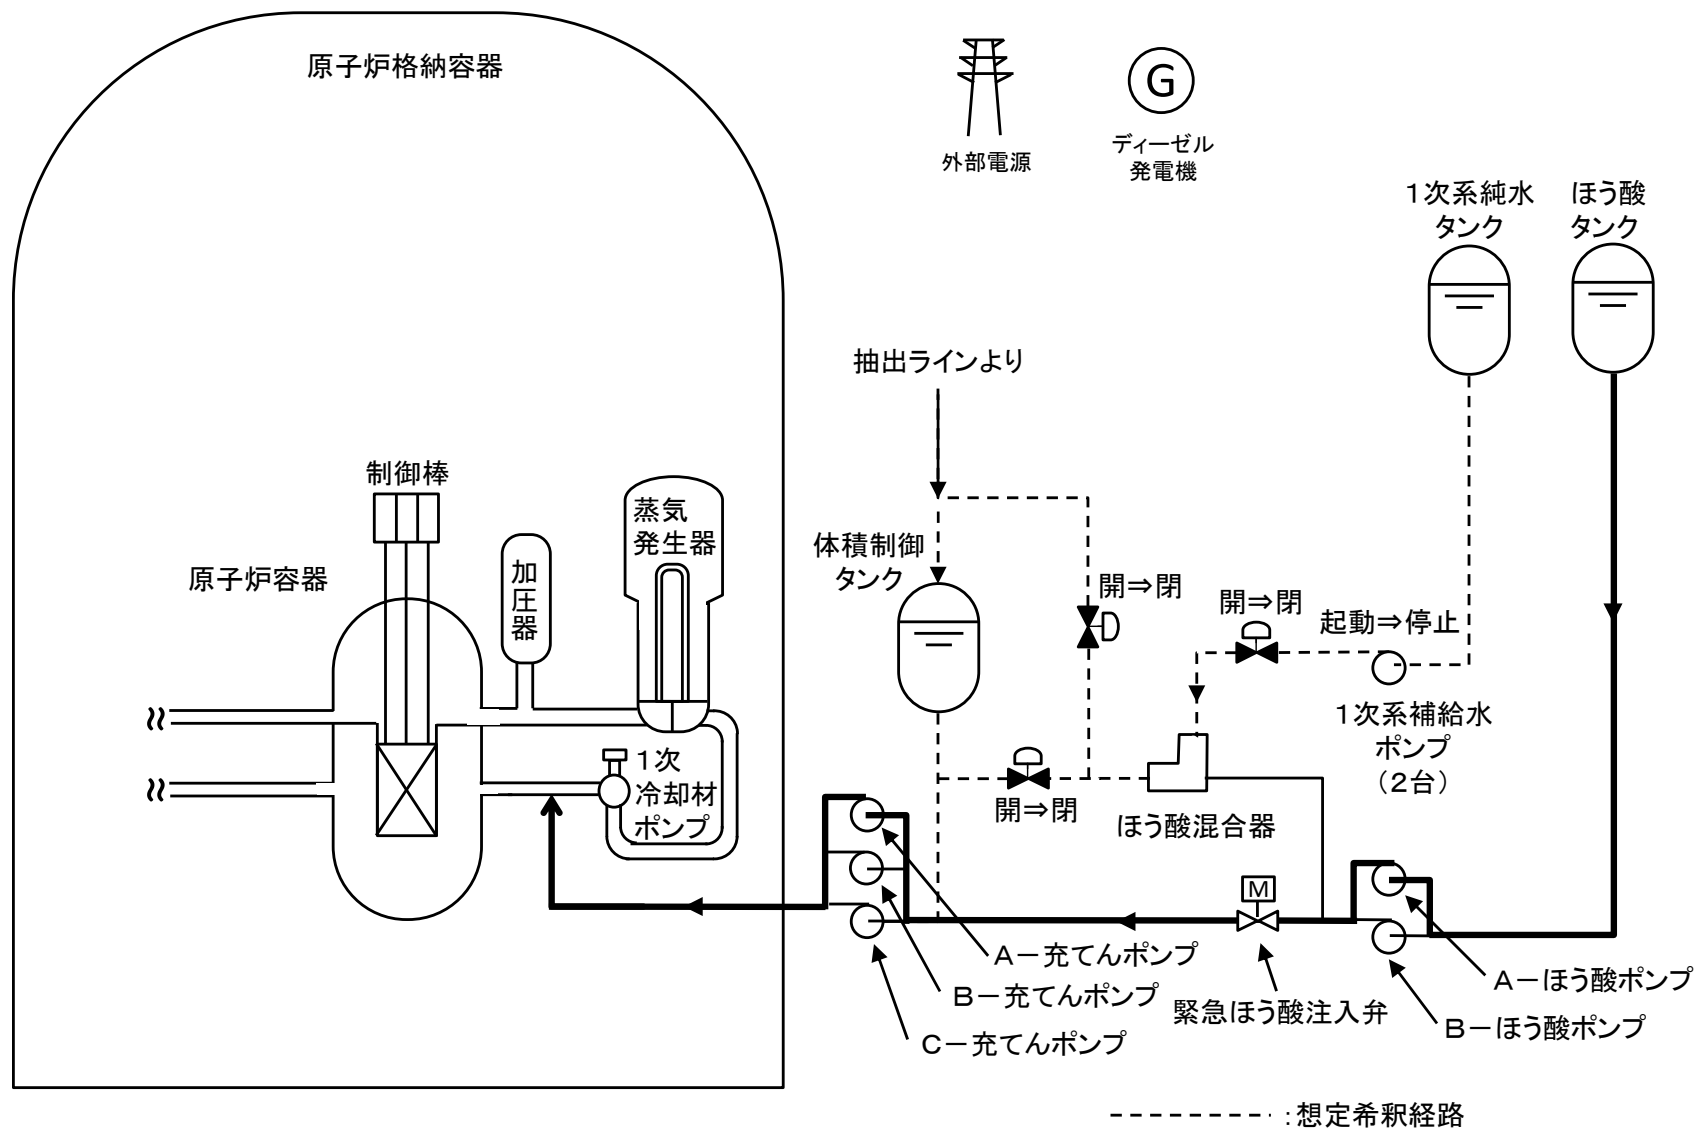 原子炉格納容器
G
外部電源
ディーゼル
発電機
1次系純水
タンク
ほう酸
タンク
抽出ラインより
制御棒
蒸気
発生器
体積制御
タンク
原子炉容器
加
圧
器
開⇒閉
開⇒閉
起動⇒停止
1次系補給水
ポンプ
（2台）
1次
冷却材
ポンプ
開⇒閉
ほう酸混合器
M
A－充てんポンプ
B－充てんポンプ
C－充てんポンプ
緊急ほう酸注入弁
A－ほう酸ポンプ
B－ほう酸ポンプ
：想定希釈経路